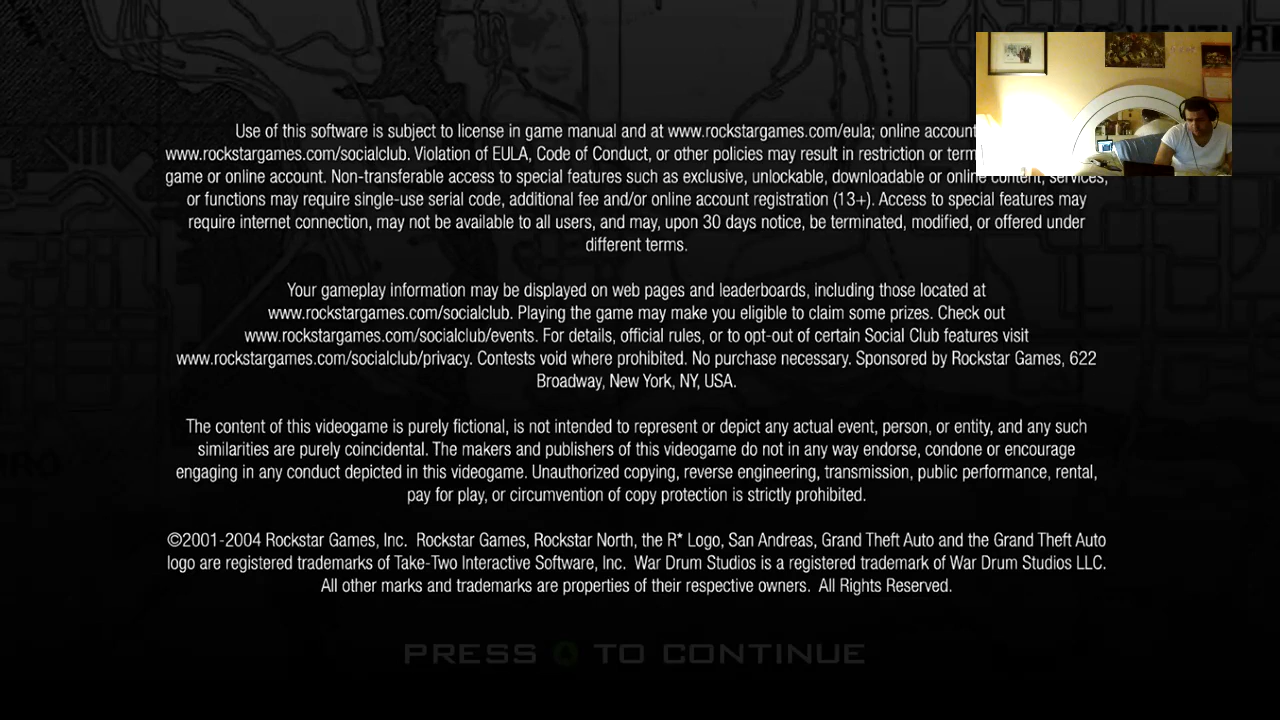 Use of this software is subject to license in game manual and at www.rockstargames.com/eula; online account
www.rockstargames.com/socialclub. Violation of EULA, Code of Conduct, or other policies may result in restriction or
game or online account. Non-transferable access to special features such as exclusive, unlockable, downloadable or online content, services,
or functions may require single-use serial code, additional fee and/or online account registration (13+). Access to special features may
require internet connection, may not be available to all users, and may, upon 30 days notice, be terminated, modified, or offered under
different terms.
Your gameplay information may be displayed on web pages and leaderboards, including those located at
www.rockstargames.com/socialclub. Playing the game may make you eligible to claim some prizes. Check out
www.rockstargames.com/socialclub/events. For details, official rules, or to opt-out of certain Social Club features visit
www.rockstargames.com/socialclub/privacy. Contests void where prohibited. No purchase necessary. Sponsored by Rockstar Games, 622
Broadway, New York, NY, USA.
The content of this videogame is purely fictional, is not intended to represent or depict any actual event, person, or entity, and any such
similarities are purely coincidental. The makers and publishers of this videogame do not in any way endorse, condone or encourage
engaging in any conduct depicted in this videogame. Unauthorized copying, reverse engineering, transmission, public performance, rental,
pay for play, or circumvention of copy protection is strictly prohibited.
©2001-2004 Rockstar Games, Inc. Rockstar Games, Rockstar North, the R* Logo, San Andreas, Grand Theft Auto and the Grand Theft Auto
logo are registered trademarks of Take-Two Interactive Software, Inc. War Drum Studios is a registered trademark of War Drum Studios LLC.
All other marks and trademarks are properties of their respective owners. All Rights Reserved.
PRESS A TO CONTINUE